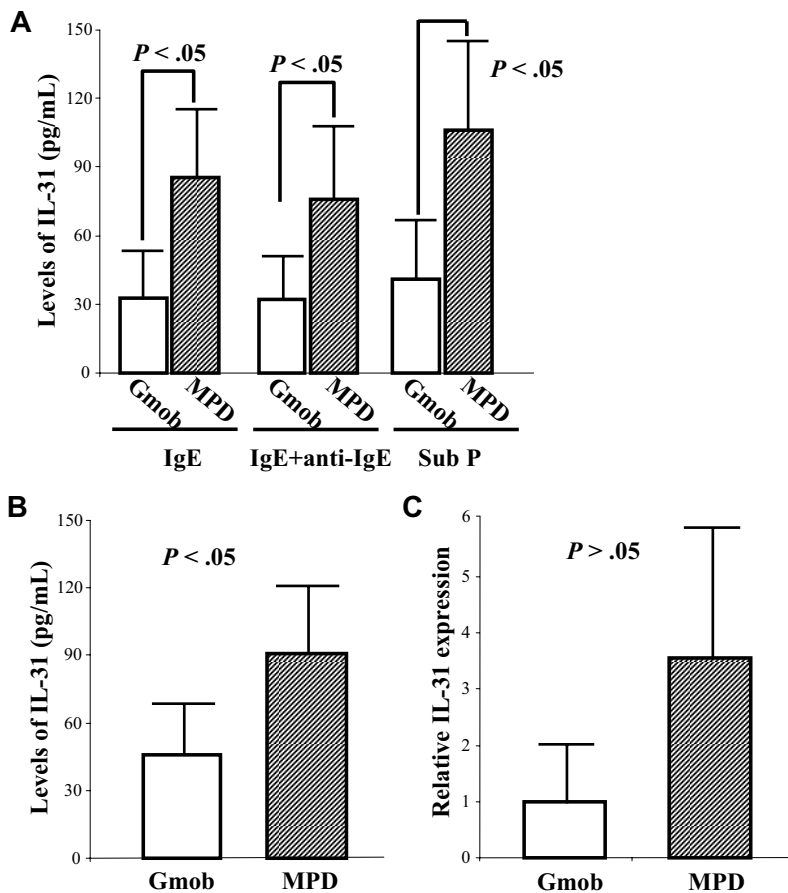 A
Levels of IL-31 (pg/mL)
150
120
90
60
30
0
P < .05
P < .05
P < .05
Gmob
MPD
Gmob
MPD
Gmob
MPD
IgE
IgE+anti-IgE
Sub P
B
Levels of IL-31 (pg/mL)
150
120
90
60
30
0
P < .05
Gmob
MPD
C
Relative IL-31 expression
6
5
4
3
2
1
0
P > .05
Gmob
MPD